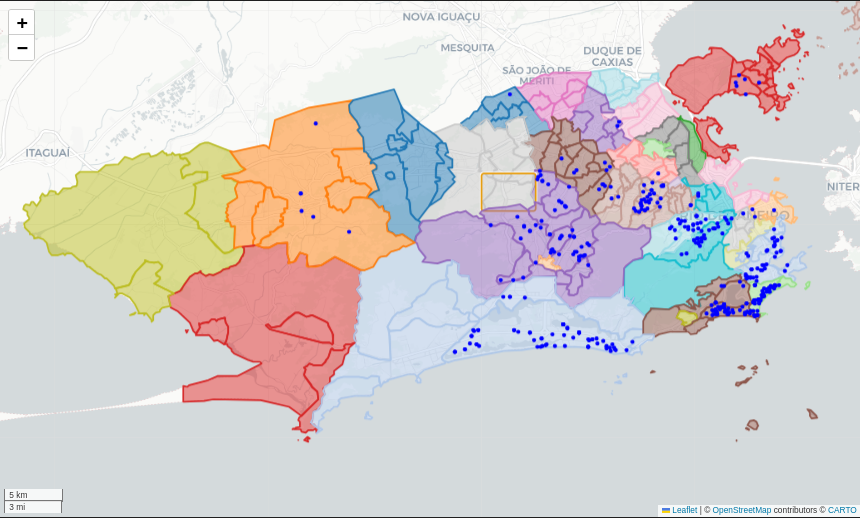 +
−
NOVA IGUAÇU
MESQUITA
DUQUE DE
CAXIAS
SÃO JOÃO DE
MERITI
ITAGUAÍ
NITER
5 km
3 mi
Leaflet | © OpenStreetMap contributors © CARTO